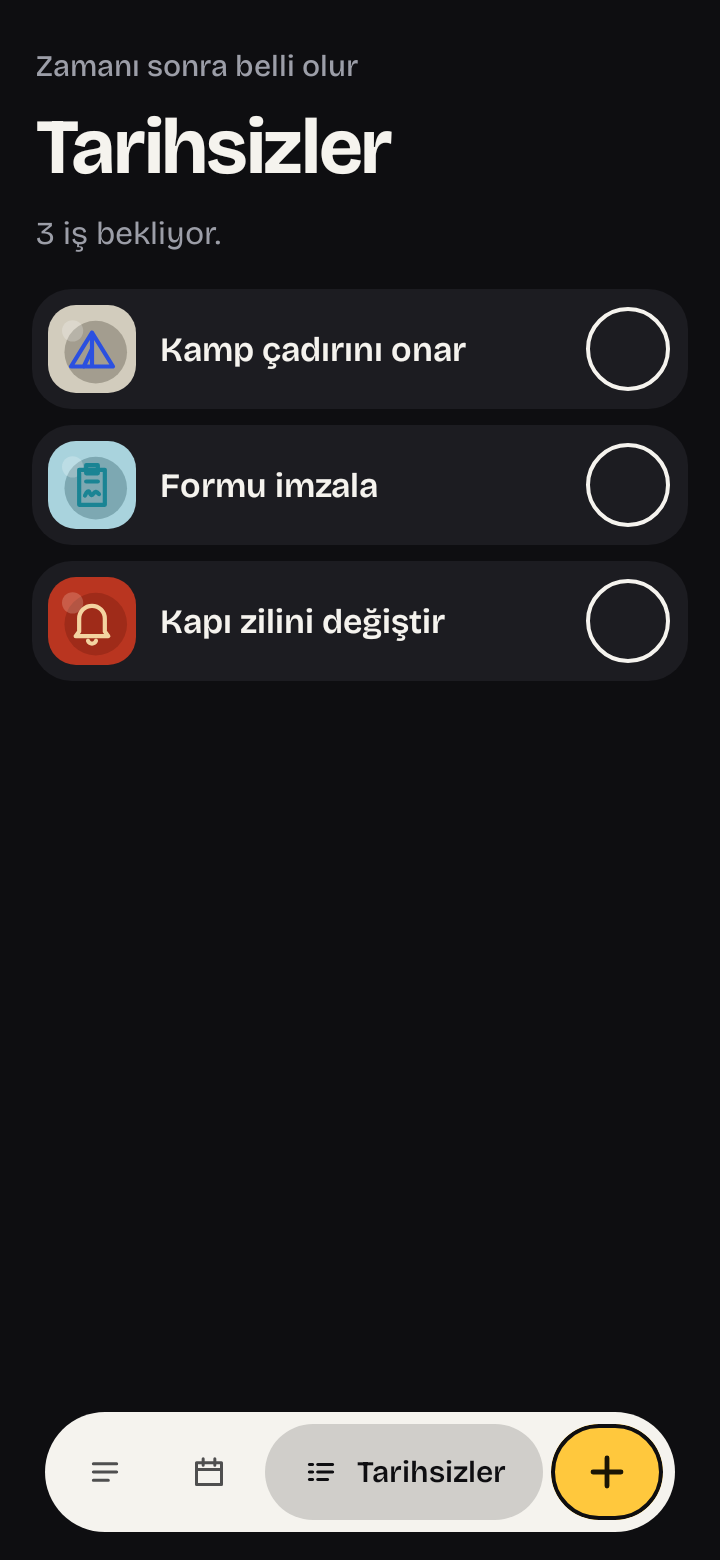 Zamanı sonra belli olur
Tarihsizler
3 iş bekliyor.
Kamp çadırını onar
Formu imzala
Kapı zilini değiştir
Tarihsizler